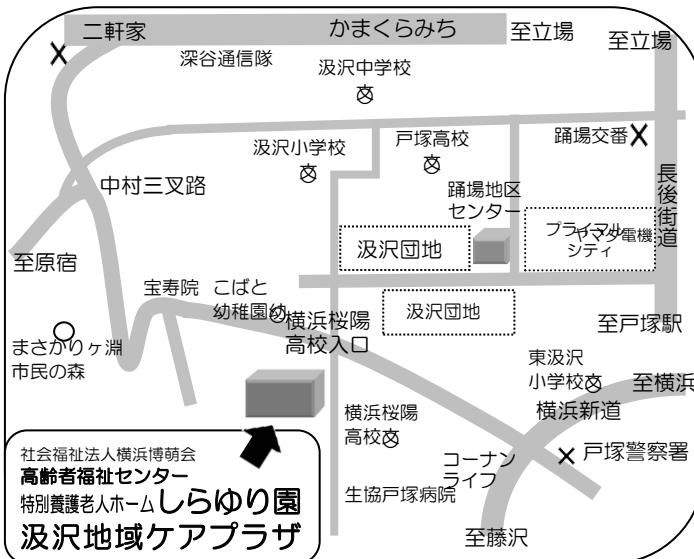 二軒家
かまくらみち
至立場
至立場
深谷通信隊
汲沢中学校
汲沢小学校
戸塚高校
踊場交番
中村三叉路
踊場地区
センター
長後街道
汲沢団地
プライマル
シティ
ヤマダ電機
至原宿
宝寿院
こばと
幼稚園幼
汲沢団地
横浜桜陽
高校入口
至戸塚駅
まさかりヶ淵
市民の森
東汲沢
小学校
至横浜
横浜新道
横浜桜陽
高校
コーナン
ライフ
戸塚警察署
生協戸塚病院
至藤沢
社会福祉法人横浜博萌会
高齢者福祉センター
特別養護老人ホームしらゆり園
汲沢地域ケアプラザ